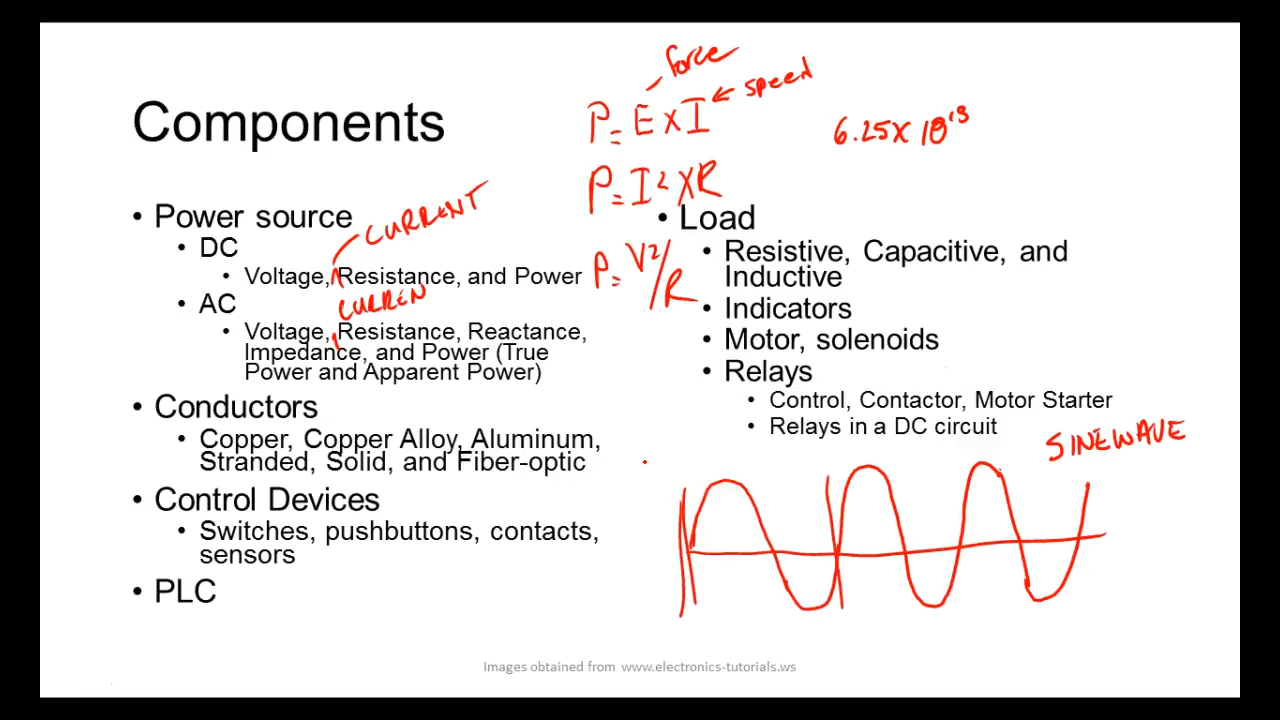 Components
• Power source
• DC
• Voltage, Resistance, and Power
CURRENT
• AC
CURREN
• Voltage, Resistance, Reactance,
Impedance, and Power (True
Power and Apparent Power)
• Conductors
• Copper, Copper Alloy, Aluminum,
Stranded, Solid, and Fiber-optic
• Control Devices
• Switches, pushbuttons, contacts,
sensors
• PLC
force
speed
P = E X I
P = I² X R
P = V²/R
6.25 X 10¹⁸
• Load
• Resistive, Capacitive, and
Inductive
• Indicators
• Motor, solenoids
• Relays
• Control, Contactor, Motor Starter
• Relays in a DC circuit
SINEWAVE
Images obtained from www.electronics-tutorials.ws